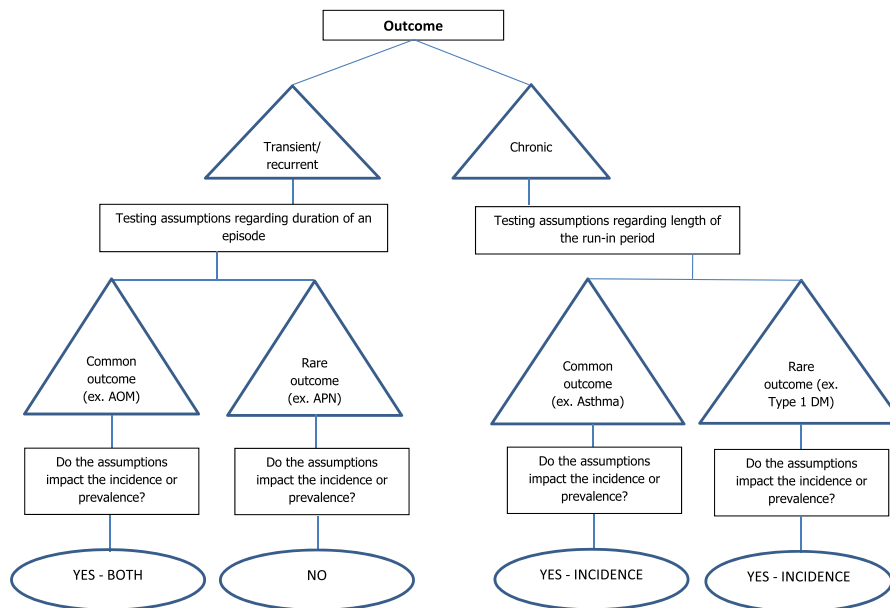 Outcome
Transient/
recurrent
Chronic
Testing assumptions regarding duration of an
episode
Testing assumptions regarding length of
the run-in period
Common
outcome
(ex. AOM)
Rare
outcome
(ex. APN)
Common
outcome
(ex. Asthma)
Rare
outcome (ex.
Type 1 DM)
Do the assumptions
impact the incidence or
prevalence?
Do the assumptions
impact the incidence or
prevalence?
Do the assumptions
impact the incidence or
prevalence?
Do the assumptions
impact the incidence or
prevalence?
YES - BOTH
NO
YES - INCIDENCE
YES - INCIDENCE